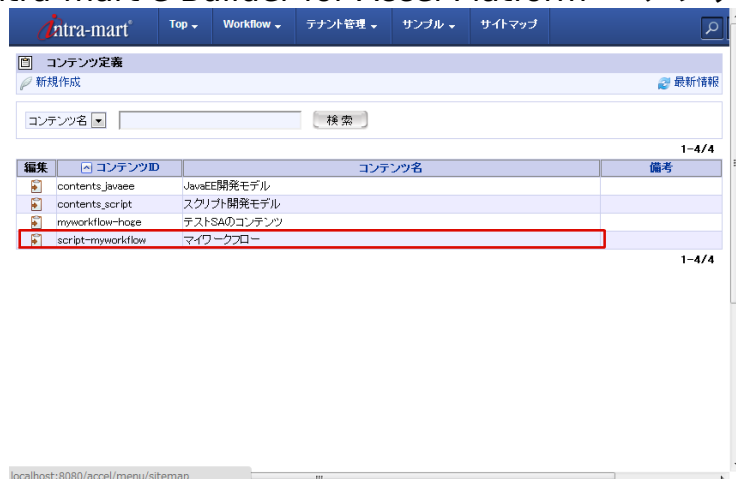 ntra-mart e Builder for Accel Platform
intra-mart® Top Workflow テナント管理 サンプル サイトマップ
コンテンツ定義
新規作成 最新情報
コンテンツ名 検索
1-4/4
編集 コンテンツID コンテンツ名 備考
contents_javaee JavaEE開発モデル
contents_script スクリプト開発モデル
myworkflow-hoge テストSAのコンテンツ
script-myworkflow マイワークフロー
1-4/4
localhost:8080/accel/menu/sitemap